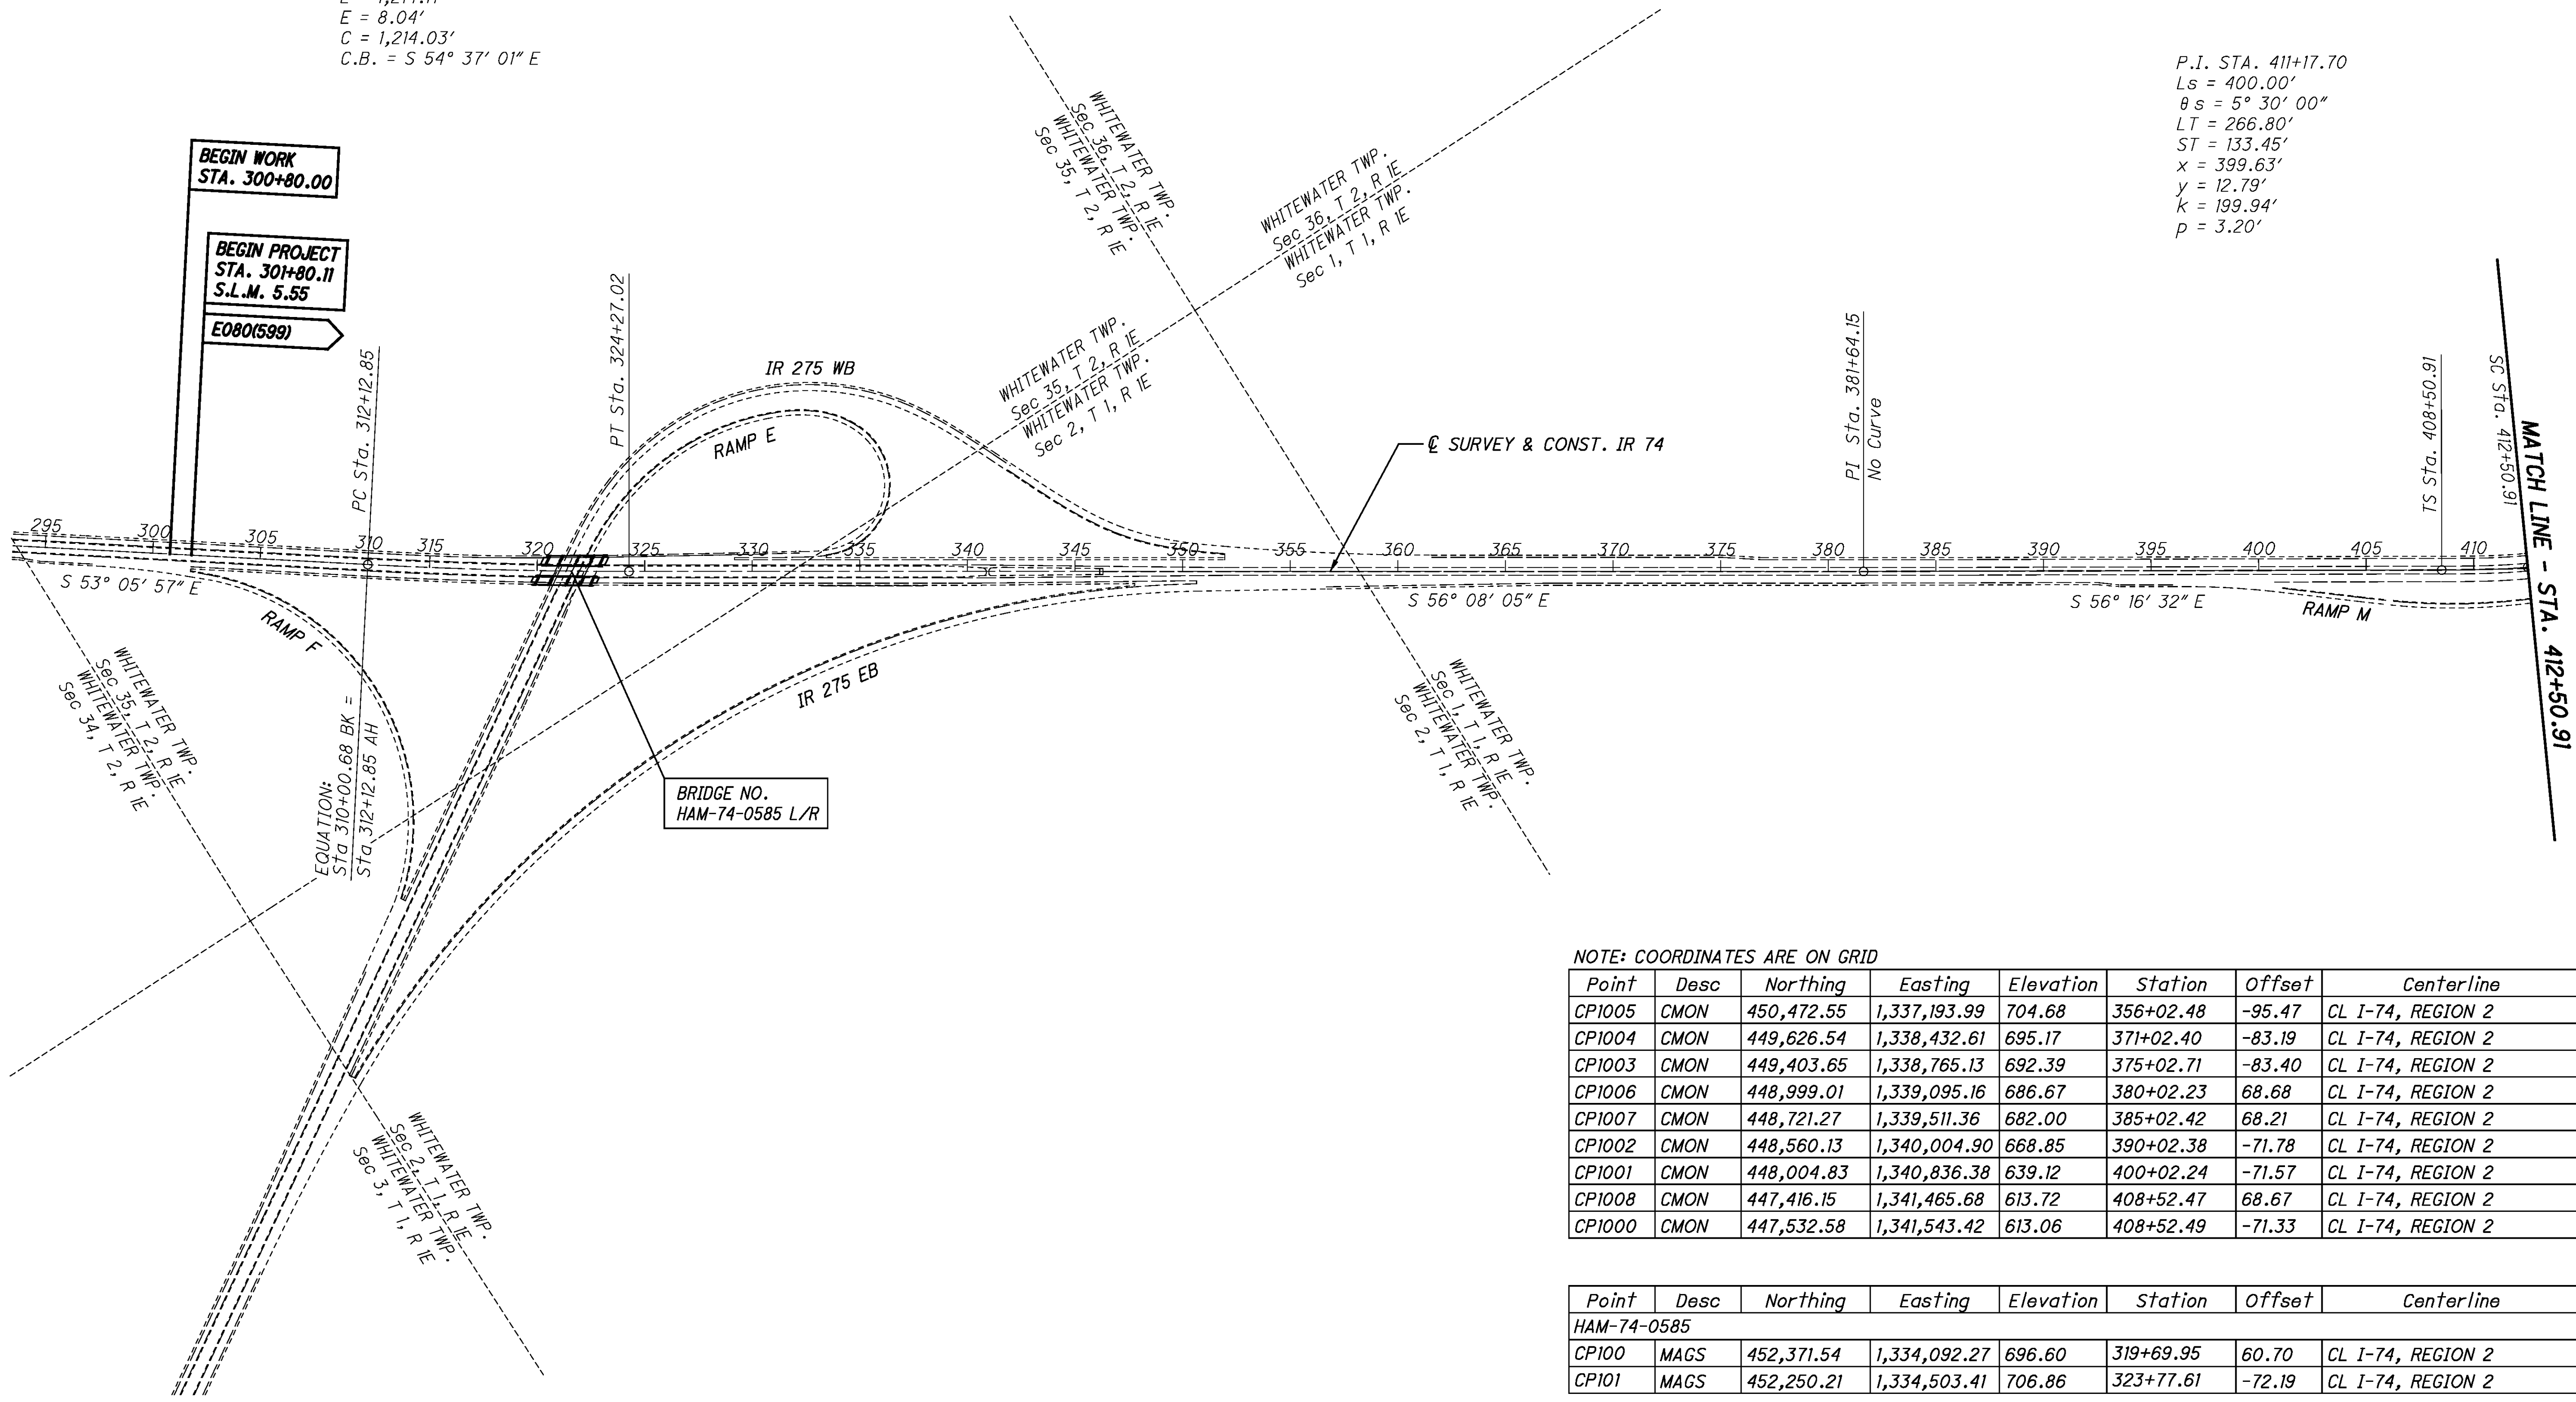 E = 8.04'
C = 1,214.03'
C.B. = S 54° 37' 01" E
P.I. STA. 411+17.70
Ls = 400.00'
θs = 5° 30' 00"
LT = 266.80'
ST = 133.45'
x = 399.63'
y = 12.79'
k = 199.94'
p = 3.20'
BEGIN WORK
STA. 300+80.00
BEGIN PROJECT
STA. 301+80.11
S.L.M. 5.55
E080(599)
PC Sta. 312+12.85
PT Sta. 324+27.02
IR 275 WB
RAMP E
WHITEWATER TWP.
Sec 36, T 2, R 1E
WHITEWATER TWP.
Sec 35, T 2, R 1E
WHITEWATER TWP.
Sec 36, T 2, R 1E
WHITEWATER TWP.
Sec 1, T 1, R 1E
WHITEWATER TWP.
Sec 35, T 2, R 1E
WHITEWATER TWP.
Sec 2, T 1, R 1E
℄ SURVEY & CONST. IR 74
PI Sta. 381+64.15
No Curve
TS Sta. 408+50.91
SC Sta. 412+50.91
MATCH LINE - STA. 412+50.91
295 300 305 310 315 320 325 330 335 340 345 350 355 360 365 370 375 380 385 390 395 400 405 410
S 53° 05' 57" E
S 56° 08' 05" E
S 56° 16' 32" E
RAMP M
RAMP F
IR 275 EB
WHITEWATER TWP.
Sec 35, T 2, R 1E
WHITEWATER TWP.
Sec 34, T 2, R 1E
EQUATION:
Sta 310+00.68 BK =
Sta 312+12.85 AH
BRIDGE NO.
HAM-74-0585 L/R
WHITEWATER TWP.
Sec 1, T 1, R 1E
WHITEWATER TWP.
Sec 2, T 1, R 1E
WHITEWATER TWP.
Sec 2, T 1, R 1E
WHITEWATER TWP.
Sec 3, T 1, R 1E
NOTE: COORDINATES ARE ON GRID
Point Desc Northing Easting Elevation Station Offset Centerline
CP1005 CMON 450,472.55 1,337,193.99 704.68 356+02.48 -95.47 CL I-74, REGION 2
CP1004 CMON 449,626.54 1,338,432.61 695.17 371+02.40 -83.19 CL I-74, REGION 2
CP1003 CMON 449,403.65 1,338,765.13 692.39 375+02.71 -83.40 CL I-74, REGION 2
CP1006 CMON 448,999.01 1,339,095.16 686.67 380+02.23 68.68 CL I-74, REGION 2
CP1007 CMON 448,721.27 1,339,511.36 682.00 385+02.42 68.21 CL I-74, REGION 2
CP1002 CMON 448,560.13 1,340,004.90 668.85 390+02.38 -71.78 CL I-74, REGION 2
CP1001 CMON 448,004.83 1,340,836.38 639.12 400+02.24 -71.57 CL I-74, REGION 2
CP1008 CMON 447,416.15 1,341,465.68 613.72 408+52.47 68.67 CL I-74, REGION 2
CP1000 CMON 447,532.58 1,341,543.42 613.06 408+52.49 -71.33 CL I-74, REGION 2
Point Desc Northing Easting Elevation Station Offset Centerline
HAM-74-0585
CP100 MAGS 452,371.54 1,334,092.27 696.60 319+69.95 60.70 CL I-74, REGION 2
CP101 MAGS 452,250.21 1,334,503.41 706.86 323+77.61 -72.19 CL I-74, REGION 2